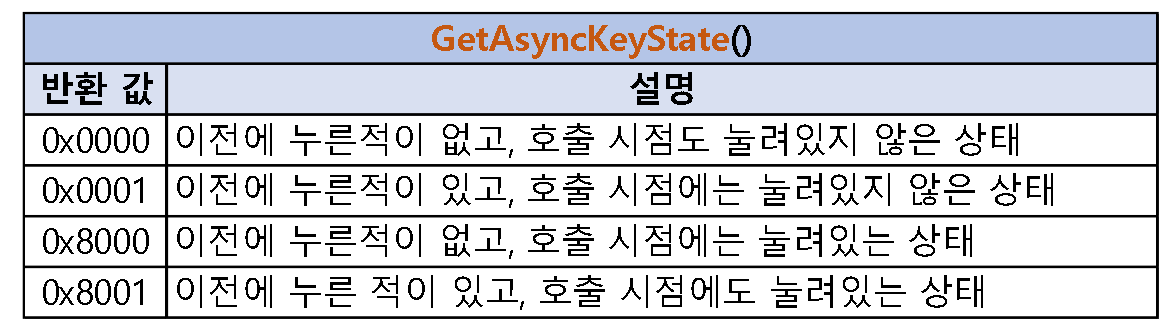 GetAsyncKeyState()
반환 값 설명
0x0000 이전에 누른적이 없고, 호출 시점도 눌려있지 않은 상태
0x0001 이전에 누른적이 있고, 호출 시점에는 눌려있지 않은 상태
0x8000 이전에 누른적이 없고, 호출 시점에는 눌려있는 상태
0x8001 이전에 누른 적이 있고, 호출 시점에도 눌려있는 상태